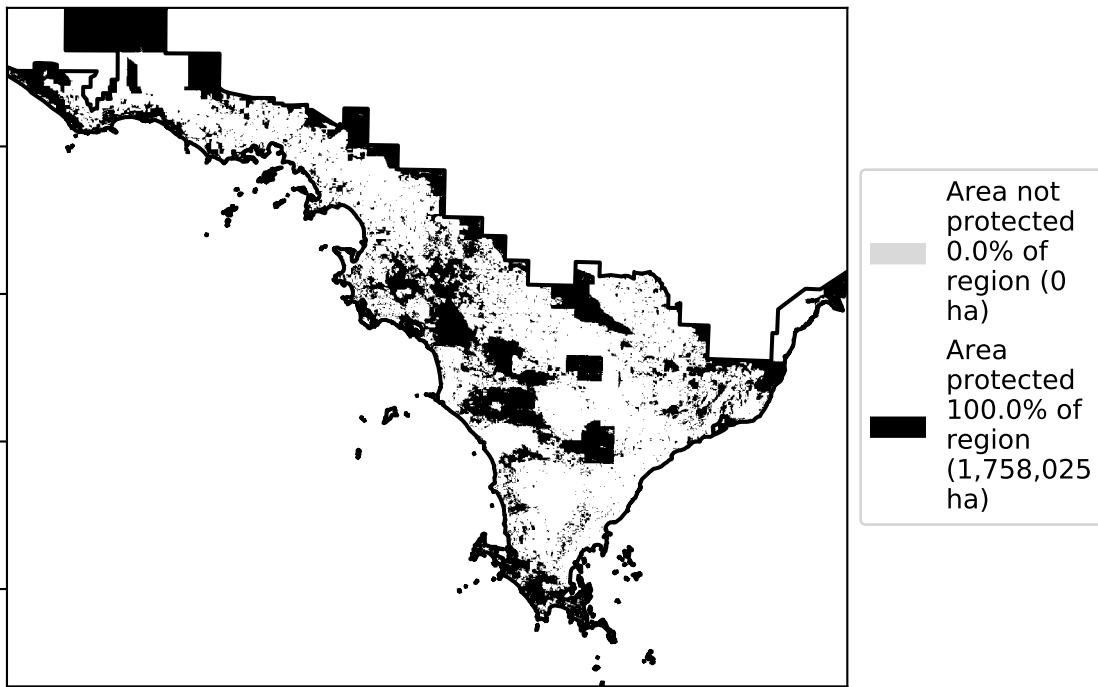 Area not
protected
0.0% of
region (0
ha)
Area
protected
100.0% of
region
(1,758,025
ha)